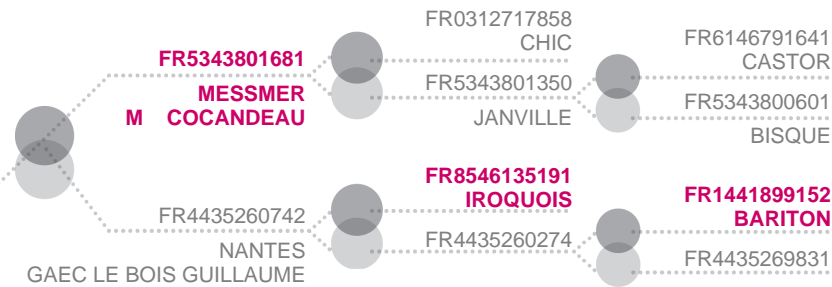 FR5343801681
MESSMER
M COCANDEAU
FR4435260742
NANTES
GAEC LE BOIS GUILLAUME
FR0312717858
CHIC
FR5343801350
JANVILLE
FR8546135191
IROQUOIS
FR4435260274
FR6146791641
CASTOR
FR5343800601
BISQUE
FR1441899152
BARITON
FR4435269831